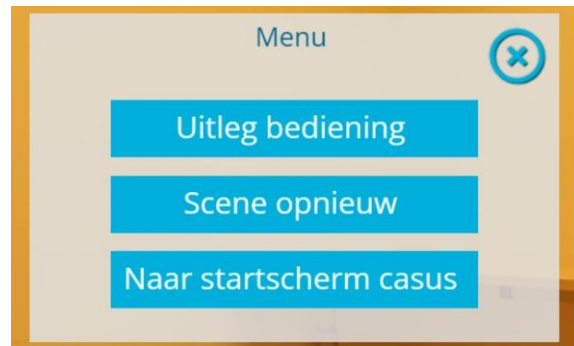 Menu
Uitleg bediening
Scene opnieuw
Naar startscherm casus